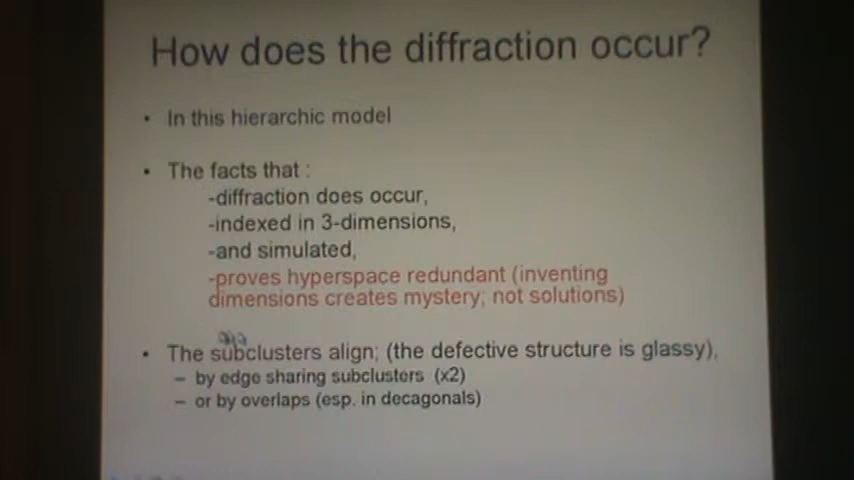 How does the diffraction occur?
• In this hierarchic model
• The facts that :
-diffraction does occur,
-indexed in 3-dimensions,
-and simulated,
-proves hyperspace redundant (inventing
dimensions creates mystery; not solutions)
• The subclusters align; (the defective structure is glassy),
– by edge sharing subclusters (x2)
– or by overlaps (esp. in decagonals)